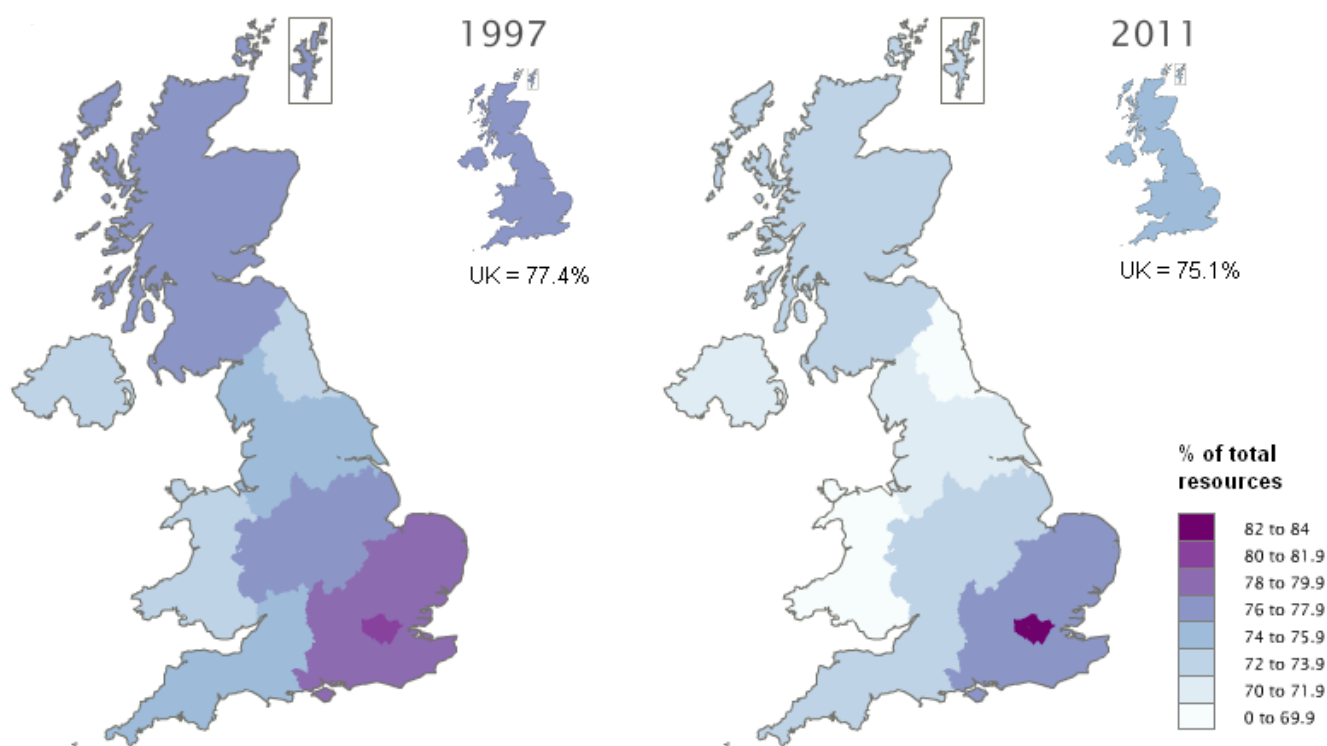 1997
2011
UK = 77.4%
UK = 75.1%
% of total
resources
82 to 84
80 to 81.9
78 to 79.9
76 to 77.9
74 to 75.9
72 to 73.9
70 to 71.9
0 to 69.9